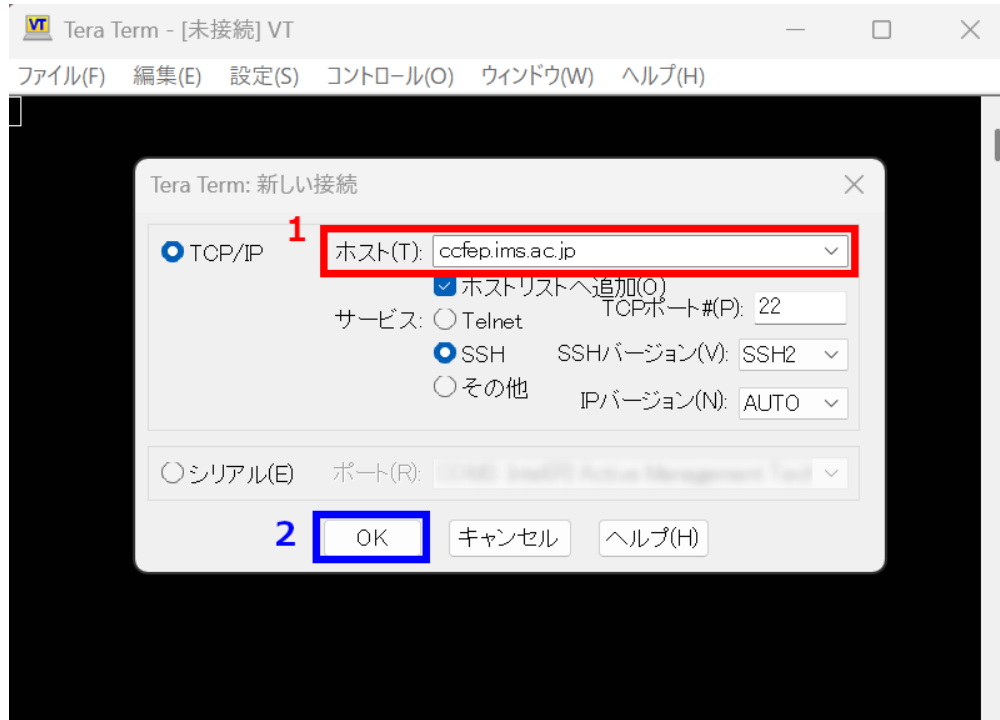 VT Tera Term - [未接続] VT
ファイル(F) 編集(E) 設定(S) コントロール(O) ウィンドウ(W) ヘルプ(H)
Tera Term: 新しい接続
1
TCP/IP ホスト(T): ccfep.ims.ac.jp
ホストリストへ追加(O)
サービス: Telnet TCPポート#(P): 22
SSH SSHバージョン(V): SSH2
その他 IPバージョン(N): AUTO
シリアル(E) ポート(R):
2 OK キャンセル ヘルプ(H)